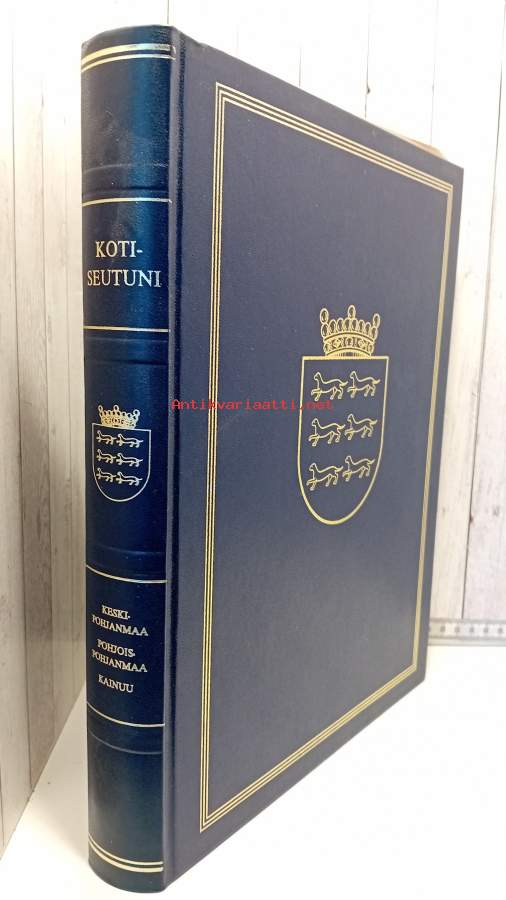 KOTI-
SEUTUNI
KESKI-
POHJANMAA
POHJOIS-
POHJANMAA
KAINUU
Antikvariaatti.net